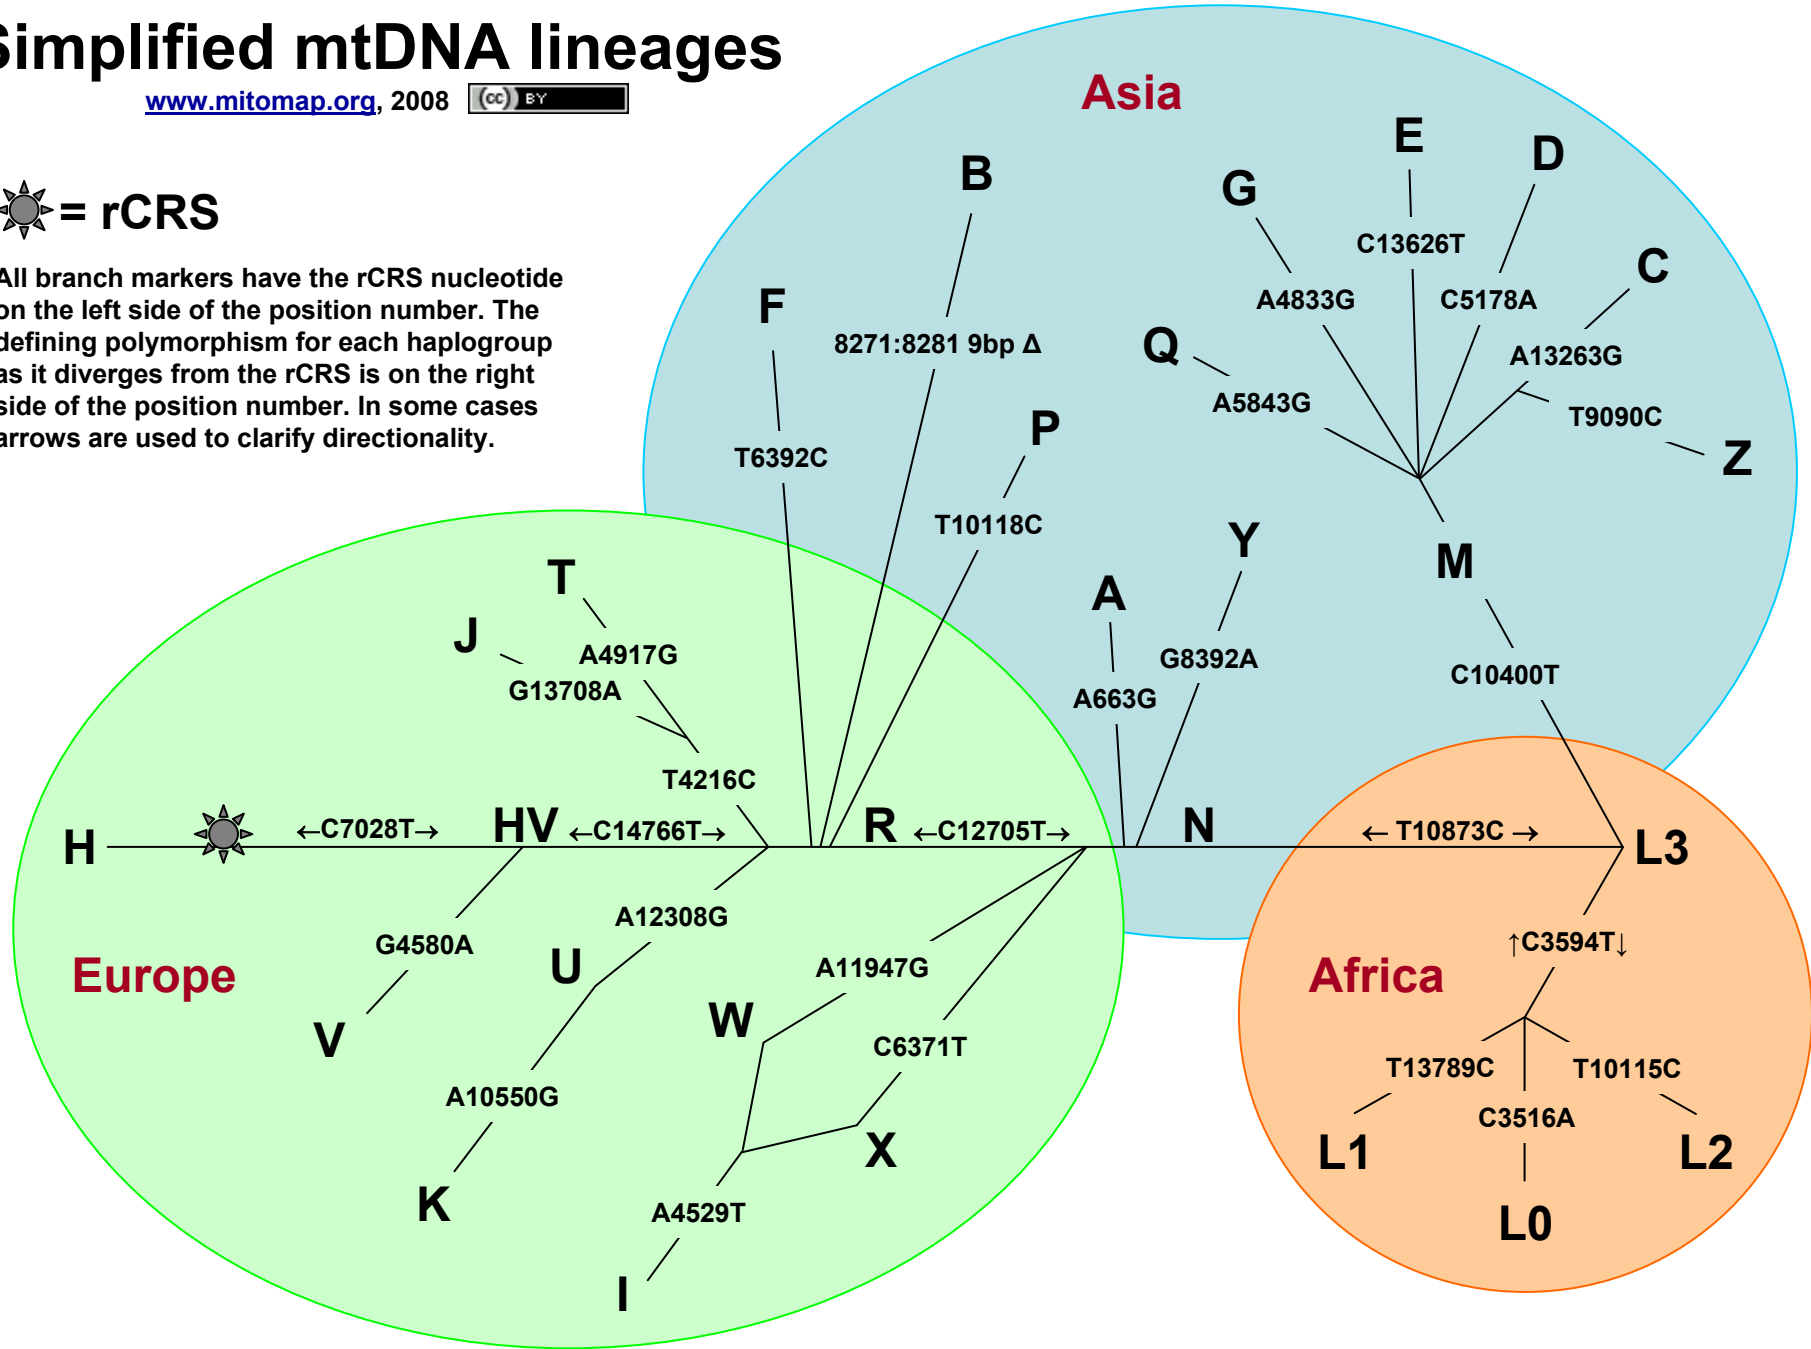 Simplified mtDNA lineages
www.mitomap.org, 2008 (cc) BY
= rCRS
All branch markers have the rCRS nucleotide
on the left side of the position number. The
defining polymorphism for each haplogroup
as it diverges from the rCRS is on the right
side of the position number. In some cases
arrows are used to clarify directionality.
Asia
E
D
B
G
C13626T
C
F
A4833G
C5178A
8271:8281 9bp Δ
Q
A13263G
A5843G
T9090C
P
T6392C
Z
T10118C
Y
M
T
A
J
A4917G
G8392A
C10400T
G13708A
A663G
T4216C
H
←C7028T→
HV
←C14766T→
R
←C12705T→
N
← T10873C →
L3
A12308G
G4580A
↑C3594T↓
Europe
U
A11947G
Africa
V
W
C6371T
T13789C
T10115C
A10550G
C3516A
X
L1
L2
K
A4529T
L0
I